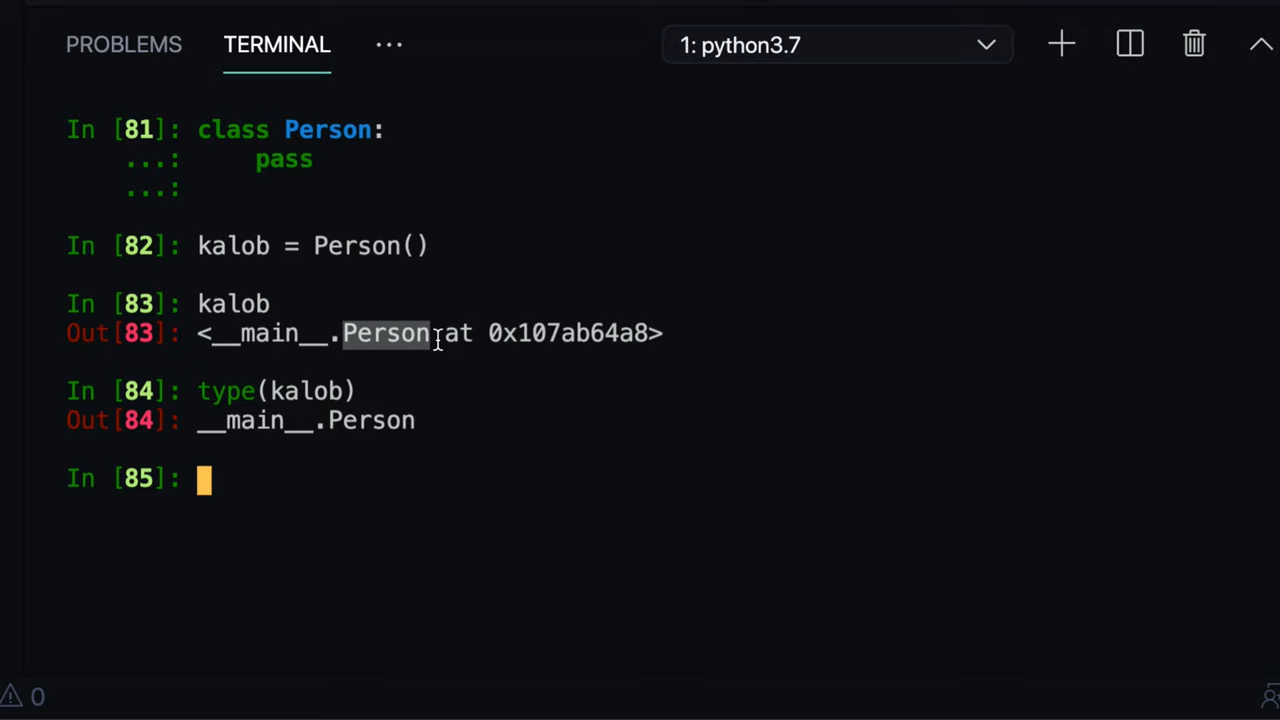 PROBLEMS TERMINAL ... 1: python3.7
In [81]: class Person:
...: pass
...:
In [82]: kalob = Person()
In [83]: kalob
Out[83]: <__main__.Person at 0x107ab64a8>
In [84]: type(kalob)
Out[84]: __main__.Person
In [85]:
0